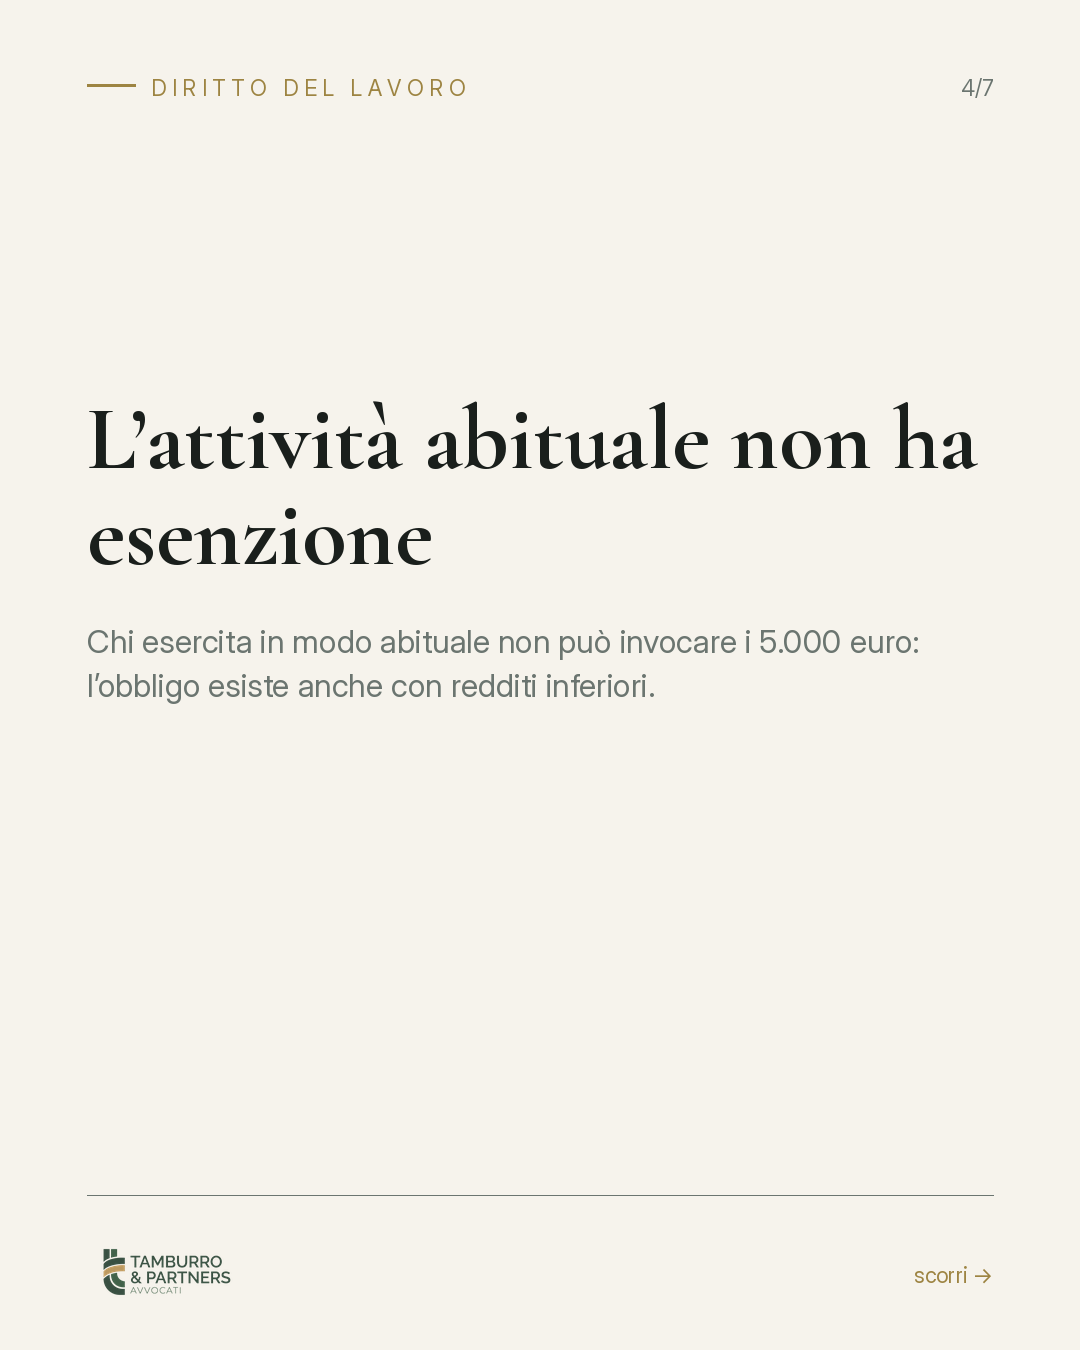 DIRITTO DEL LAVORO
4/7
L’attività abituale non ha
esenzione
Chi esercita in modo abituale non può invocare i 5.000 euro:
l’obbligo esiste anche con redditi inferiori.
TAMBURRO
& PARTNERS
AVVOCATI
scorri →